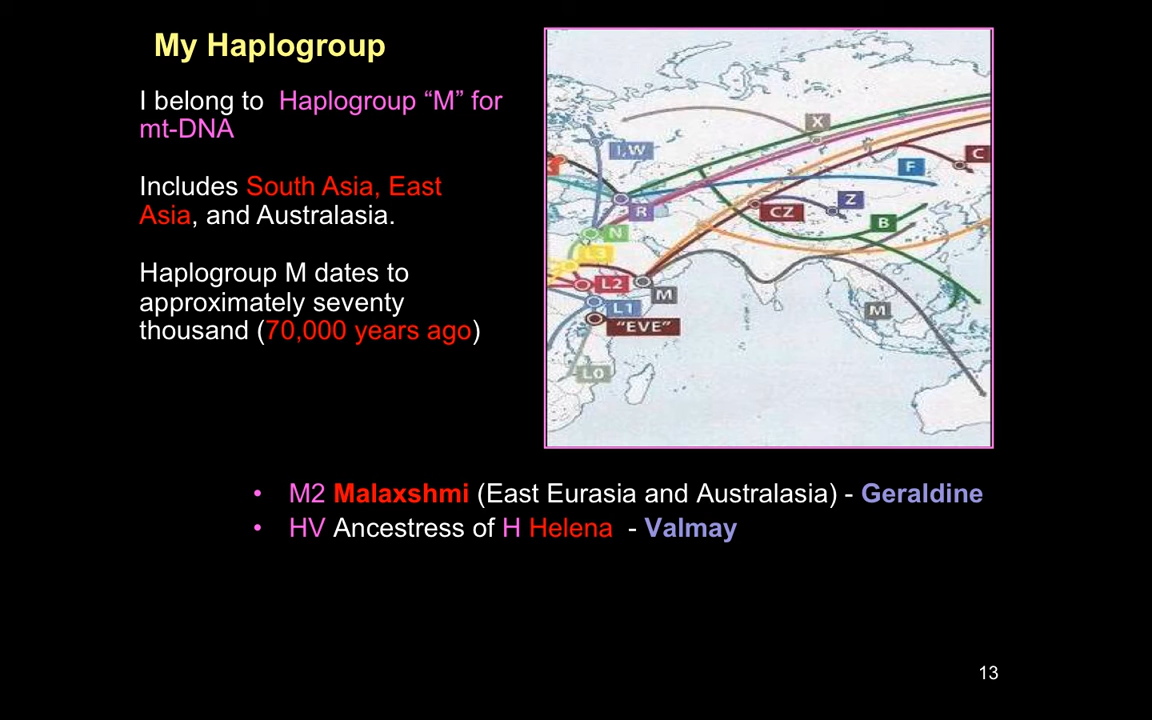 My Haplogroup
I belong to Haplogroup “M” for
mt-DNA
Includes South Asia, East
Asia, and Australasia.
Haplogroup M dates to
approximately seventy
thousand (70,000 years ago)
X
I,W
C
F
R
CZ
Z
B
N
L3
L2
M
L1
M
"EVE"
L0
• M2 Malaxshmi (East Eurasia and Australasia) - Geraldine
• HV Ancestress of H Helena - Valmay
13